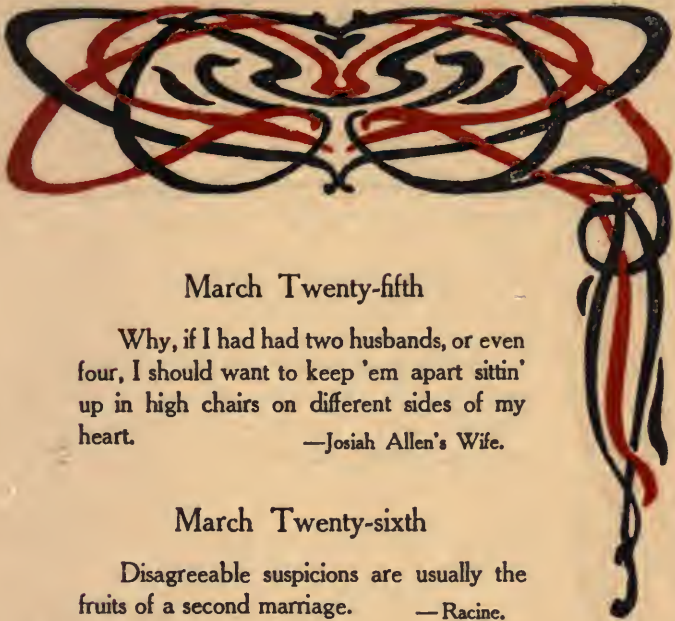 March Twenty-fifth
Why, if I had had two husbands, or even
four, I should want to keep 'em apart sittin'
up in high chairs on different sides of my
heart. —Josiah Allen's Wife.
March Twenty-sixth
Disagreeable suspicions are usually the
fruits of a second marriage. —Racine.